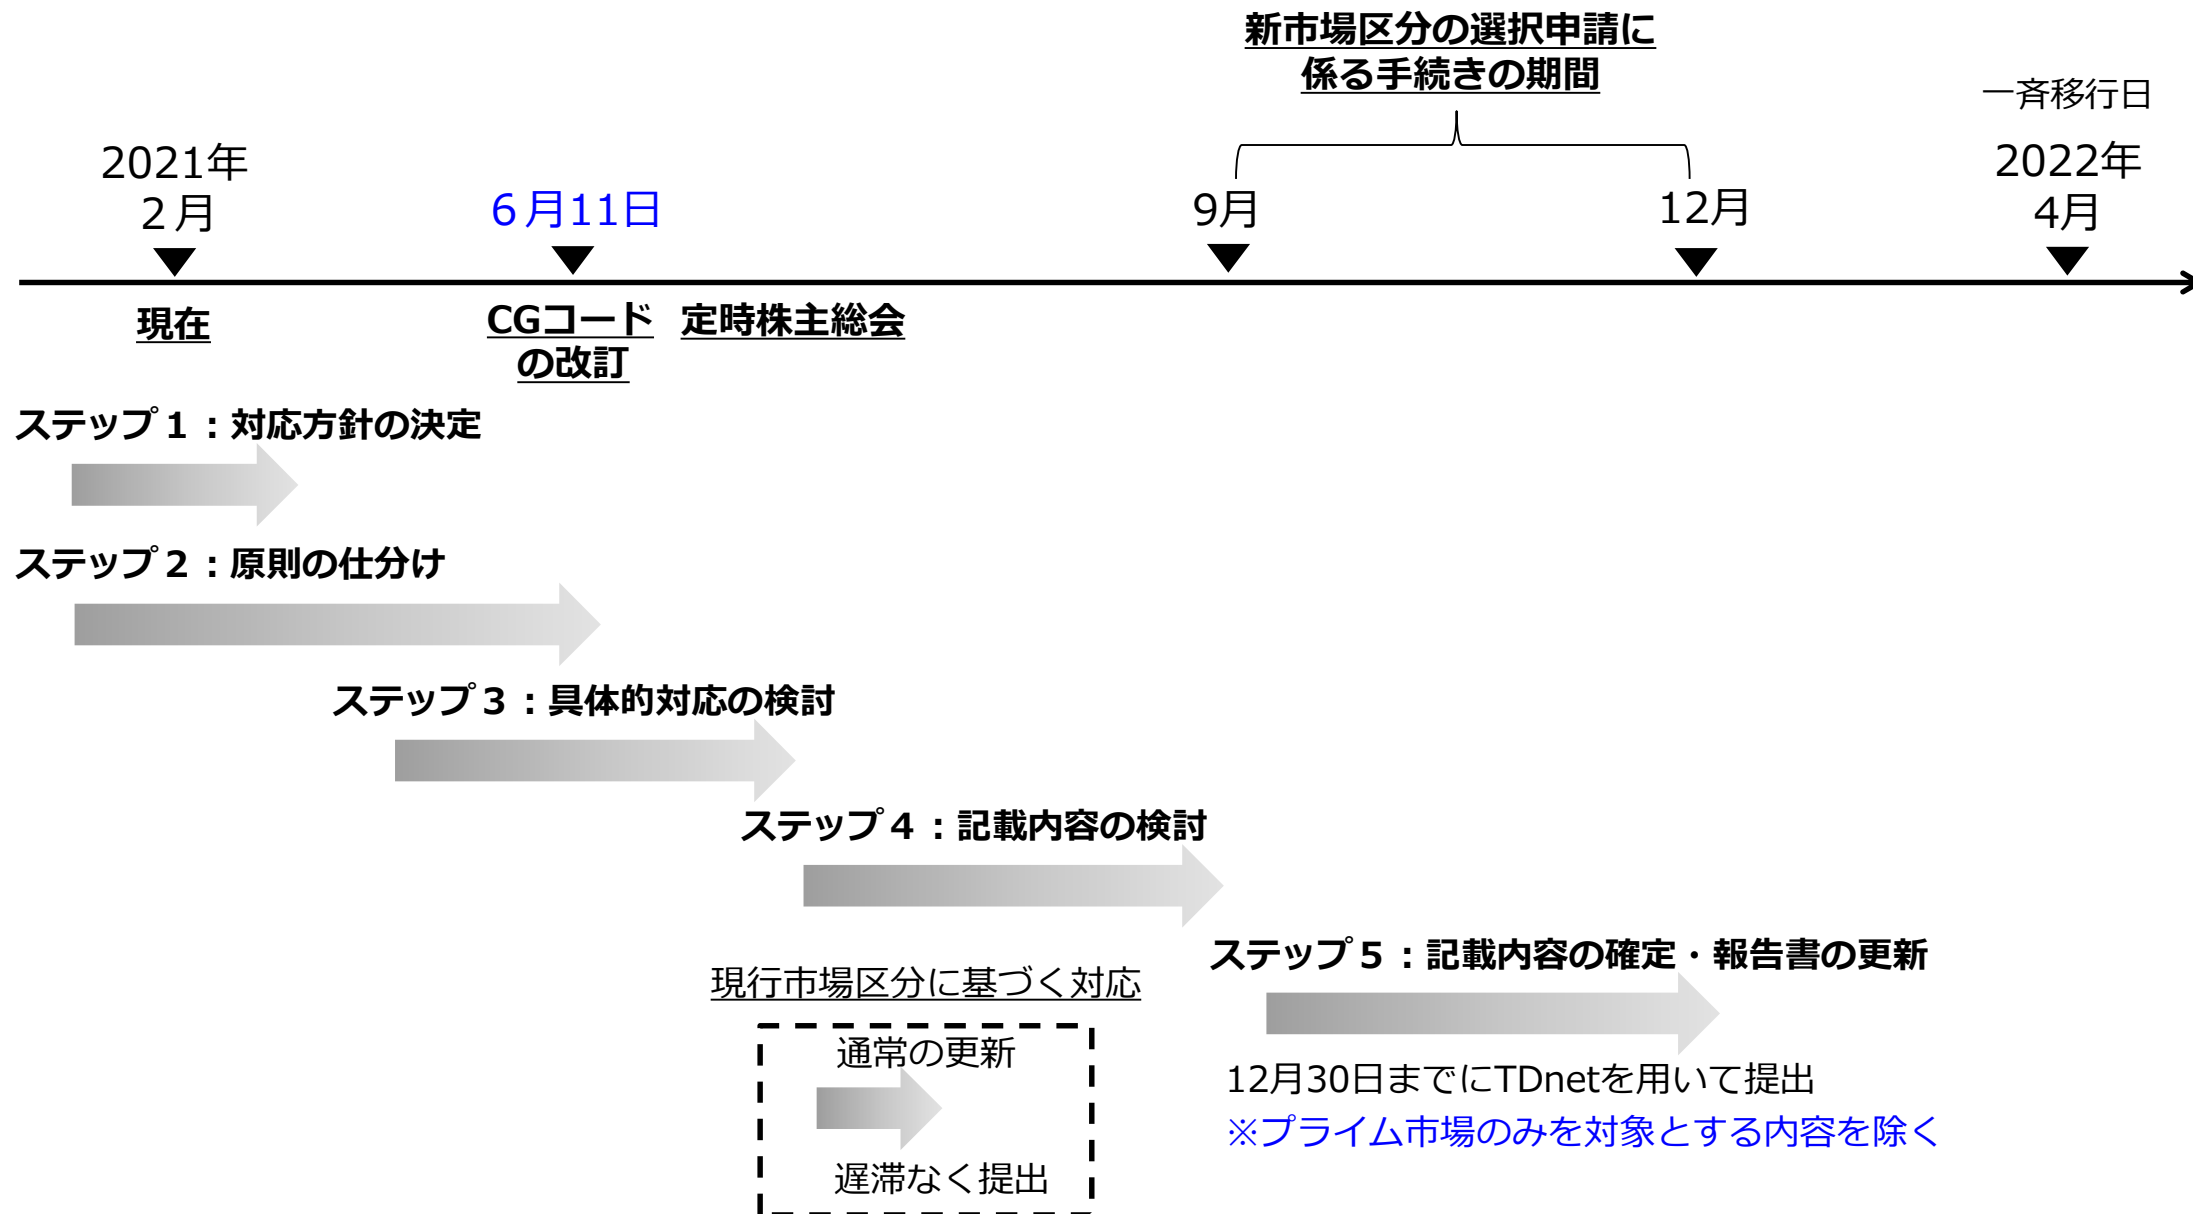 新市場区分の選択申請に
係る手続きの期間
一斉移行日
2021年
２月
６月11日
9月
12月
2022年
4月
現在
CGコード
の改訂
定時株主総会
ステップ１：対応方針の決定
ステップ２：原則の仕分け
ステップ３：具体的対応の検討
ステップ４：記載内容の検討
ステップ５：記載内容の確定・報告書の更新
現行市場区分に基づく対応
通常の更新
遅滞なく提出
12月30日までにTDnetを用いて提出
※プライム市場のみを対象とする内容を除く